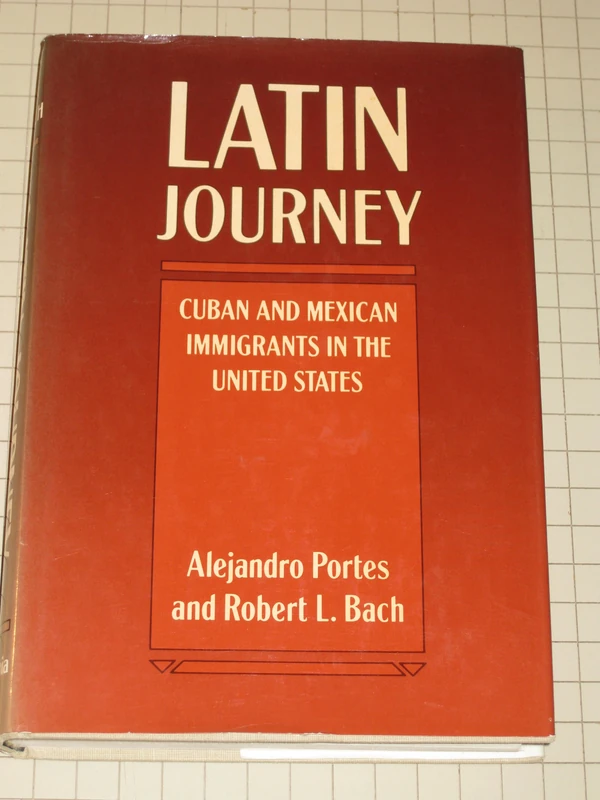 LATIN
JOURNEY
CUBAN AND MEXICAN
IMMIGRANTS IN THE
UNITED STATES
Alejandro Portes
and Robert L. Bach